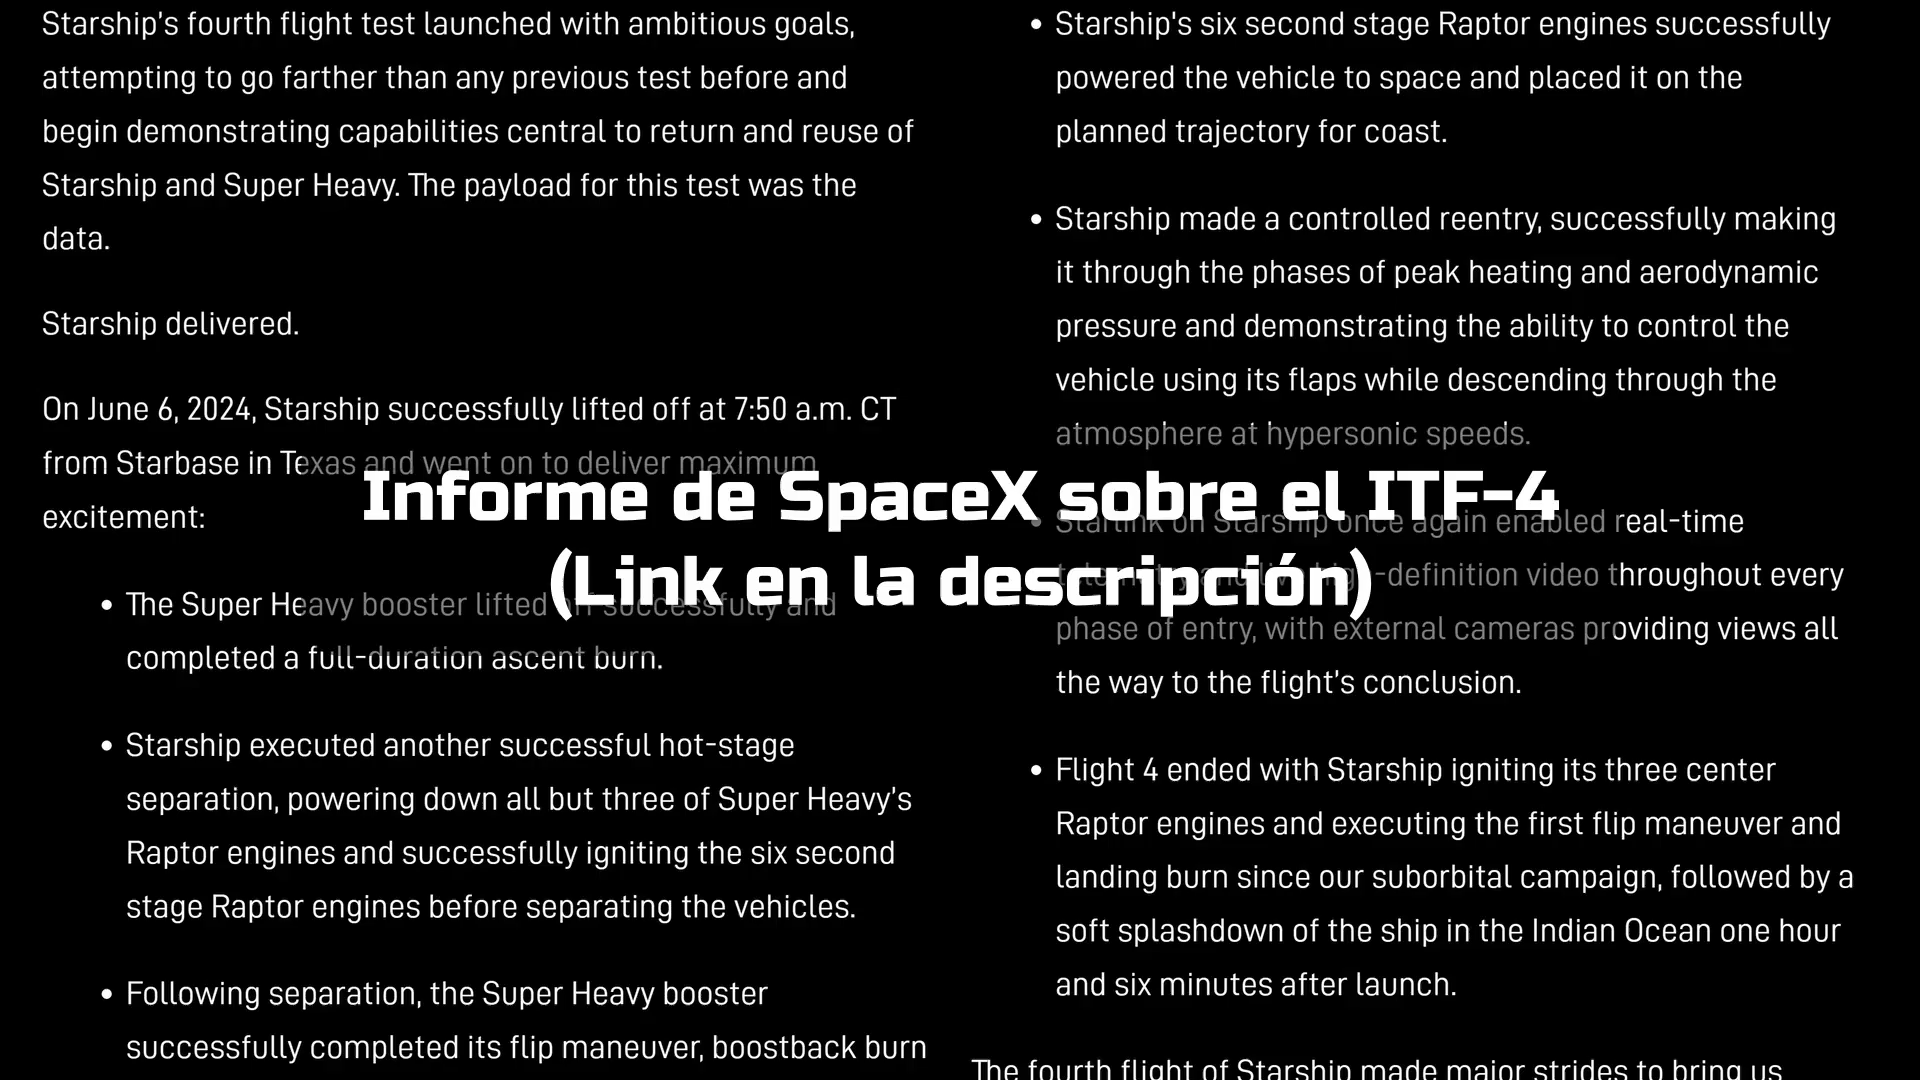 Starship's fourth flight test launched with ambitious goals,
attempting to go farther than any previous test before and
begin demonstrating capabilities central to return and reuse of
Starship and Super Heavy. The payload for this test was the
data.
Starship delivered.
On June 6, 2024, Starship successfully lifted off at 7:50 a.m. CT
from Starbase in Texas and went on to deliver maximum
excitement:
• The Super Heavy booster lifted off successfully and
completed a full-duration ascent burn.
• Starship executed another successful hot-stage
separation, powering down all but three of Super Heavy's
Raptor engines and successfully igniting the six second
stage Raptor engines before separating the vehicles.
• Following separation, the Super Heavy booster
successfully completed its flip maneuver, boostback burn
• Starship's six second stage Raptor engines successfully
powered the vehicle to space and placed it on the
planned trajectory for coast.
• Starship made a controlled reentry, successfully making
it through the phases of peak heating and aerodynamic
pressure and demonstrating the ability to control the
vehicle using its flaps while descending through the
atmosphere at hypersonic speeds.
• Starlink on Starship once again enabled real-time
telemetry and live high-definition video throughout every
phase of entry, with external cameras providing views all
the way to the flight's conclusion.
• Flight 4 ended with Starship igniting its three center
Raptor engines and executing the first flip maneuver and
landing burn since our suborbital campaign, followed by a
soft splashdown of the ship in the Indian Ocean one hour
and six minutes after launch.
The fourth flight of Starship made major strides to bring us
Informe de SpaceX sobre el ITF-4
(Link en la descripción)